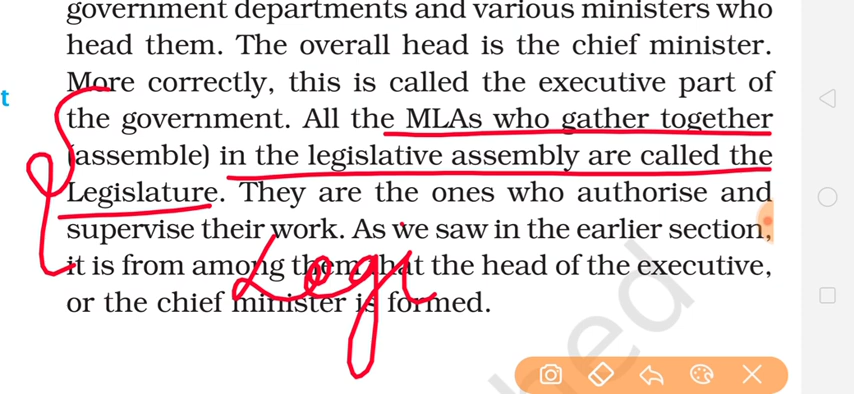 government departments and various ministers who
head them. The overall head is the chief minister.
More correctly, this is called the executive part of
t
the government. All the MLAs who gather together
(assemble) in the legislative assembly are called the
Legislature. They are the ones who authorise and
supervise their work. As we saw in the earlier section,
it is from among them that the head of the executive,
Legi
or the chief minister is formed.
hed